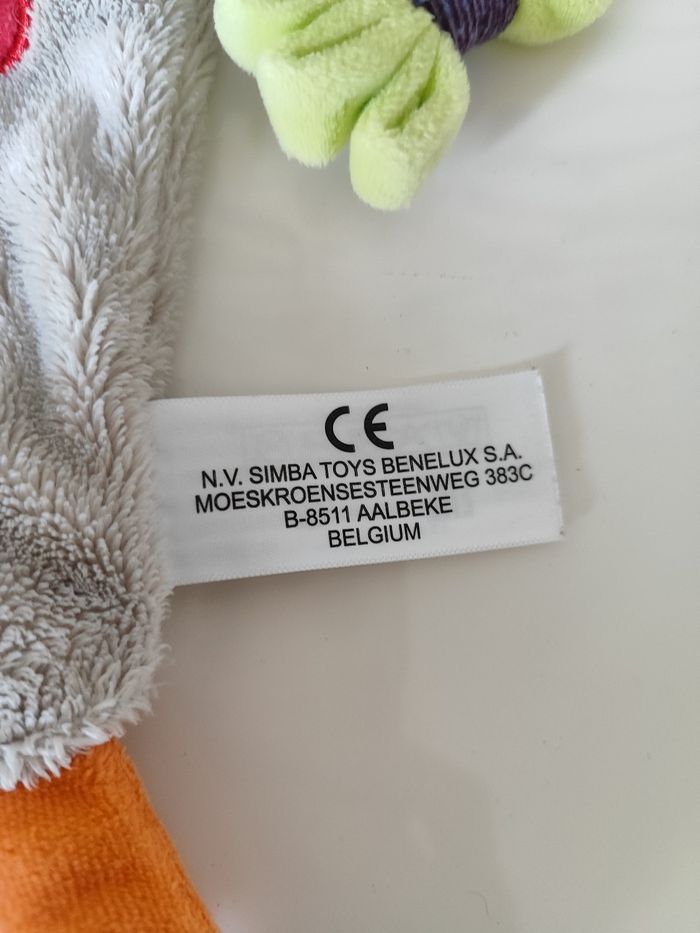 CE
N.V. SIMBA TOYS BENELUX S.A.
MOESKROENSESTEENWEG 383C
B-8511 AALBEKE
BELGIUM